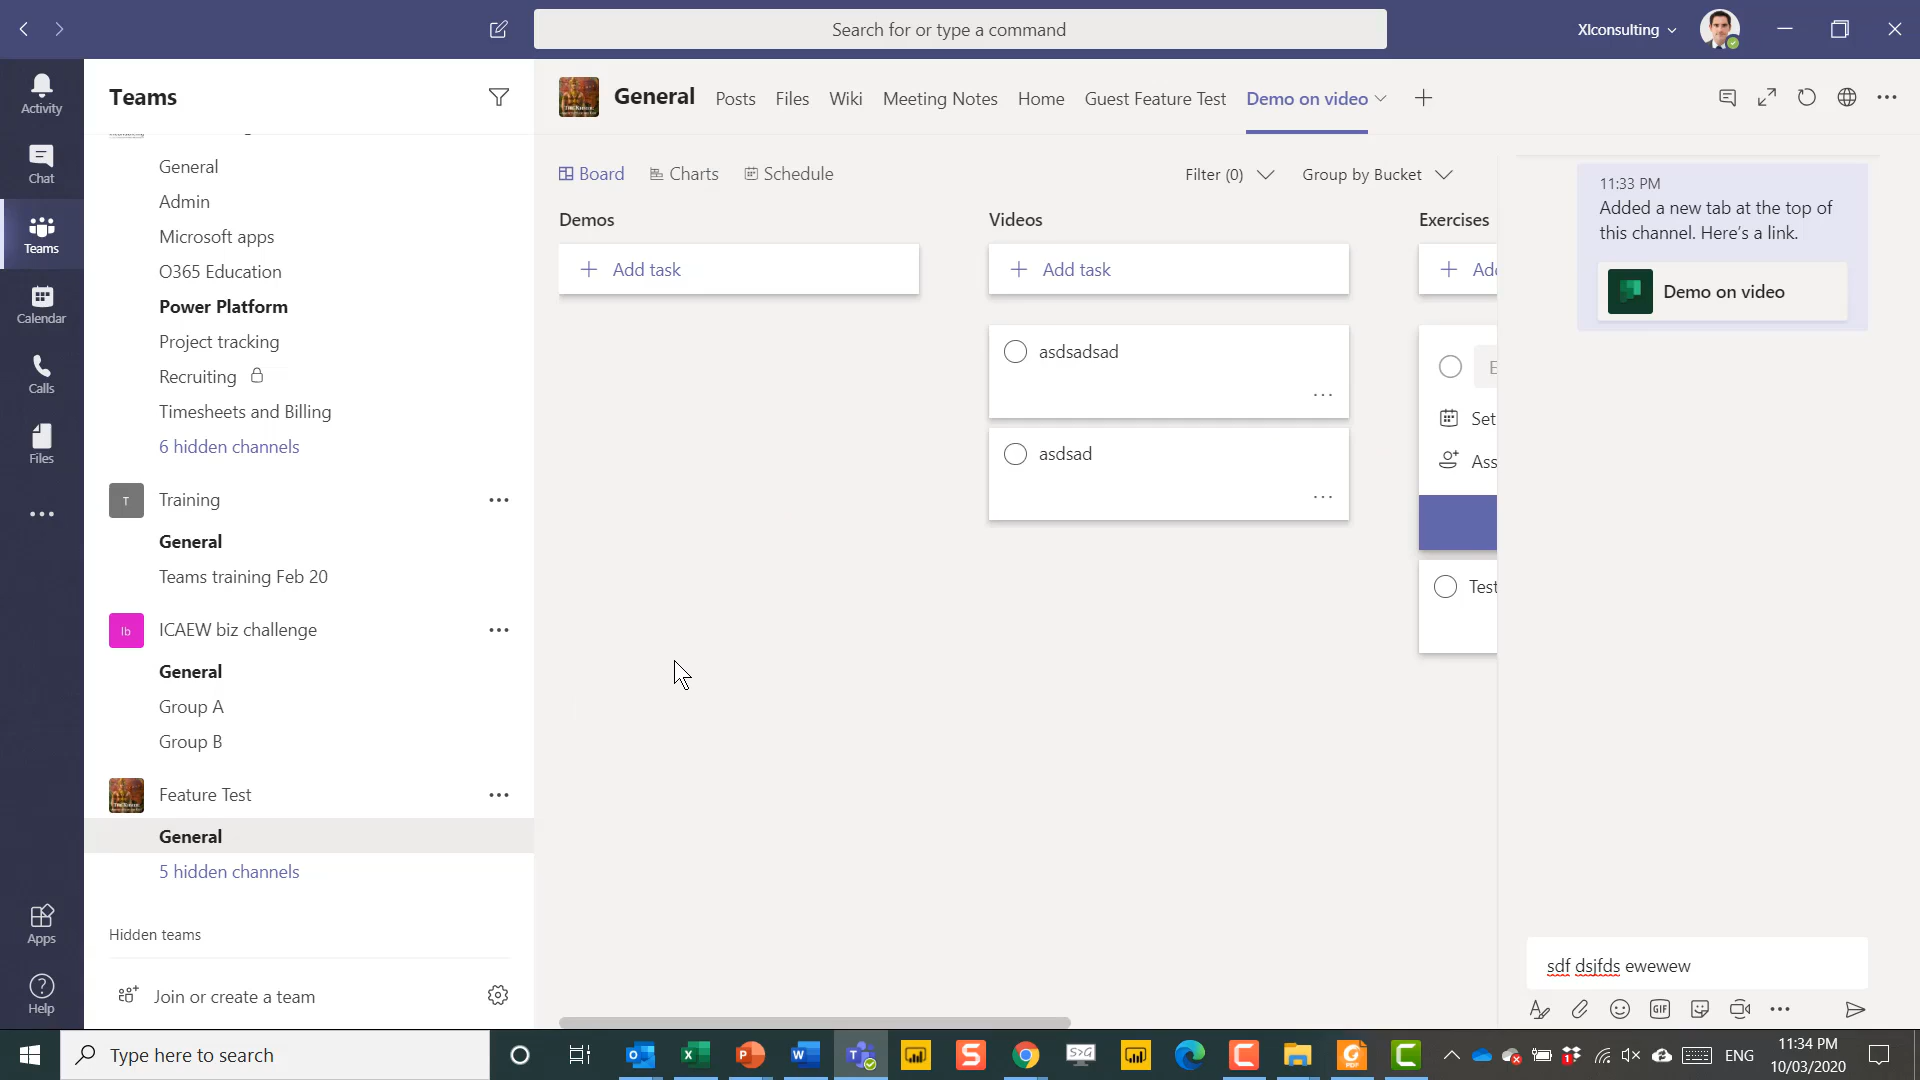 Search for or type a command
Xlconsulting
Activity
Chat
Teams
Calendar
Calls
Files
Apps
Help
Teams
General
Admin
Microsoft apps
O365 Education
Power Platform
Project tracking
Recruiting
Timesheets and Billing
6 hidden channels
T
Training
General
Teams training Feb 20
Ib
ICAEW biz challenge
General
Group A
Group B
Feature Test
General
5 hidden channels
Hidden teams
Join or create a team
General
Posts
Files
Wiki
Meeting Notes
Home
Guest Feature Test
Demo on video
Board
Charts
Schedule
Filter (0)
Group by Bucket
Demos
Add task
Videos
Add task
asdsadsad
asdsad
Exercises
Set
Ass
Test
11:33 PM
Added a new tab at the top of
this channel. Here's a link.
Demo on video
sdf dsjfds ewewew
GIF
Type here to search
ENG
11:34 PM
10/03/2020